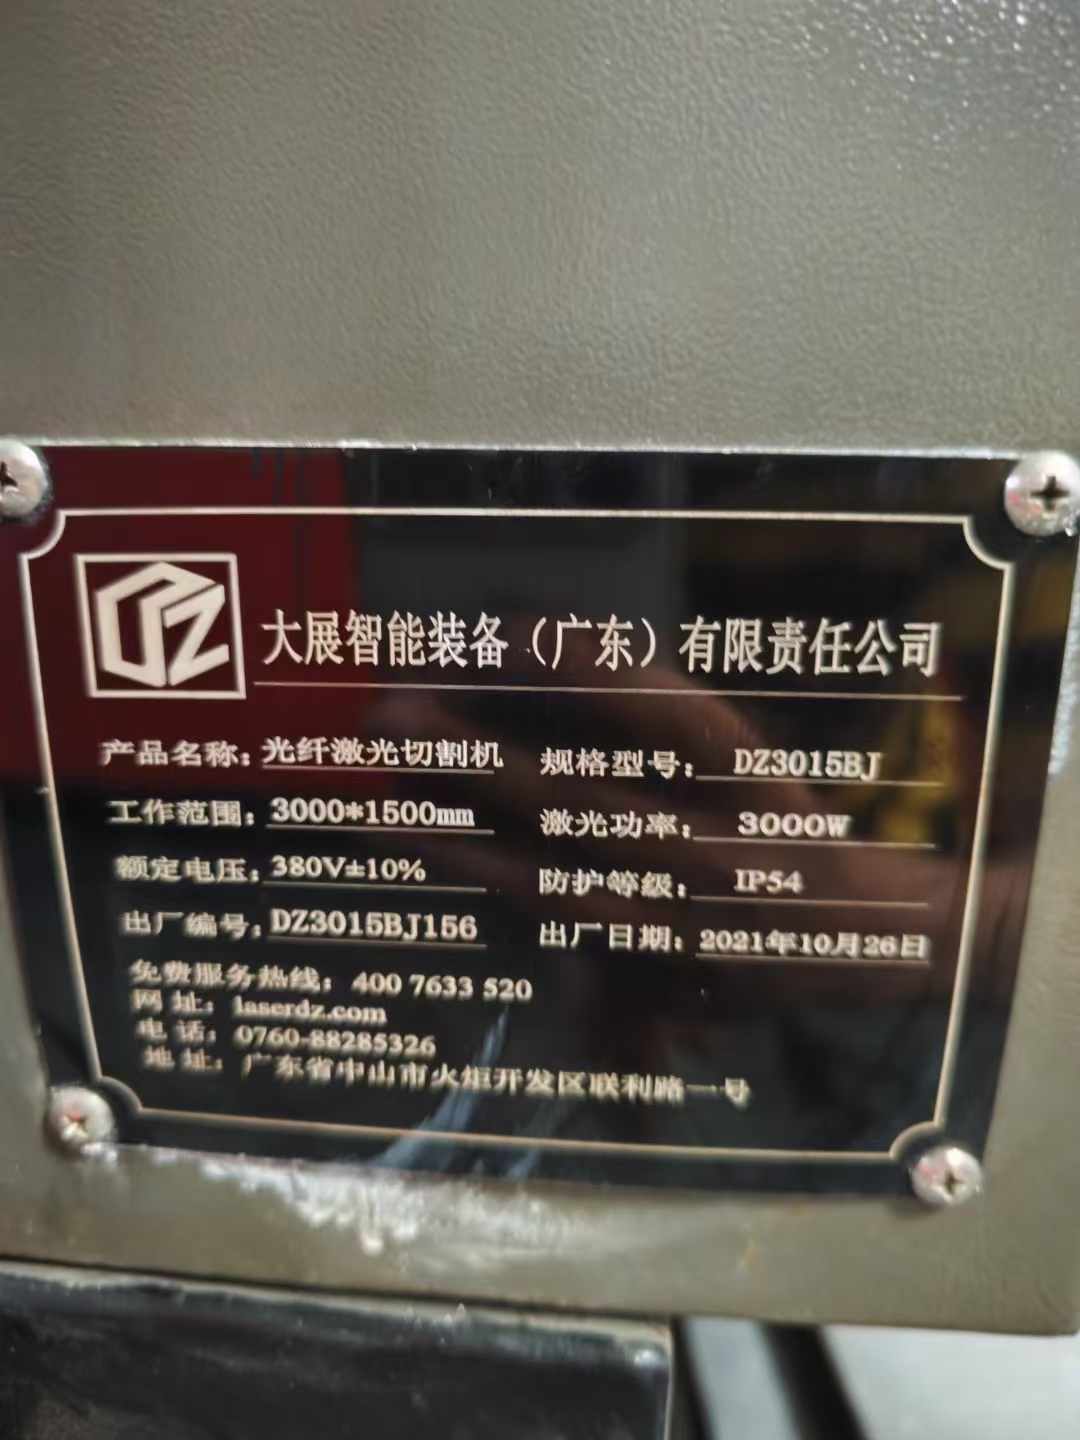 DZ 大展智能装备（广东）有限责任公司
产品名称：光纤激光切割机 规格型号：DZ3015BJ
工作范围：3000*1500mm 激光功率：3000W
额定电压：380V±10% 防护等级：IP54
出厂编号：DZ3015BJ156 出厂日期：2021年10月26日
免费服务热线：400 7633 520
网 址：laserdz.com
电 话：0760-88285326
地 址：广东省中山市火炬开发区联利路一号